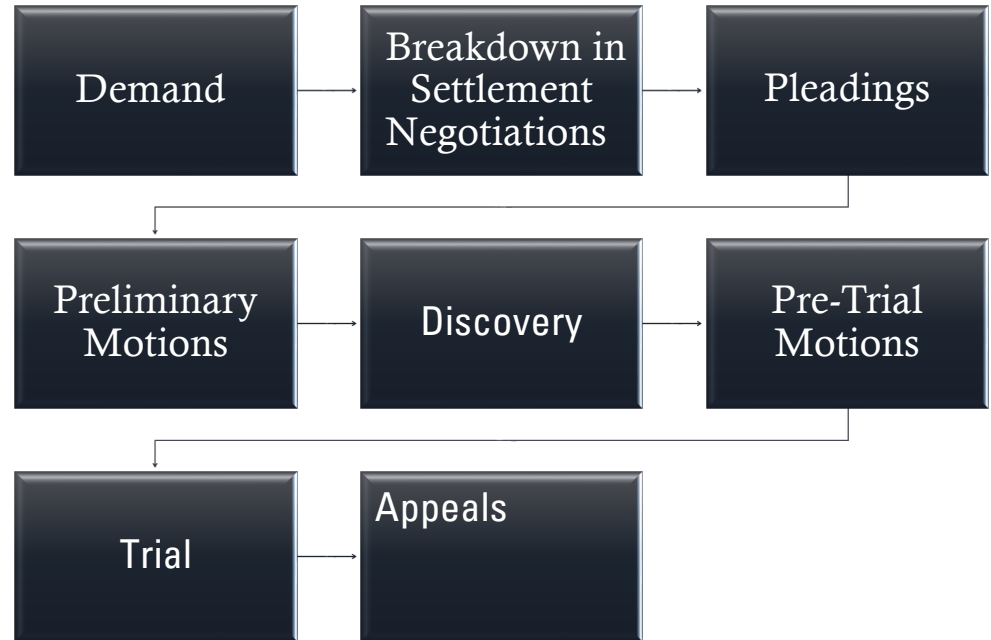 Demand
Breakdown in
Settlement
Negotiations
Pleadings
Preliminary
Motions
Discovery
Pre-Trial
Motions
Trial
Appeals